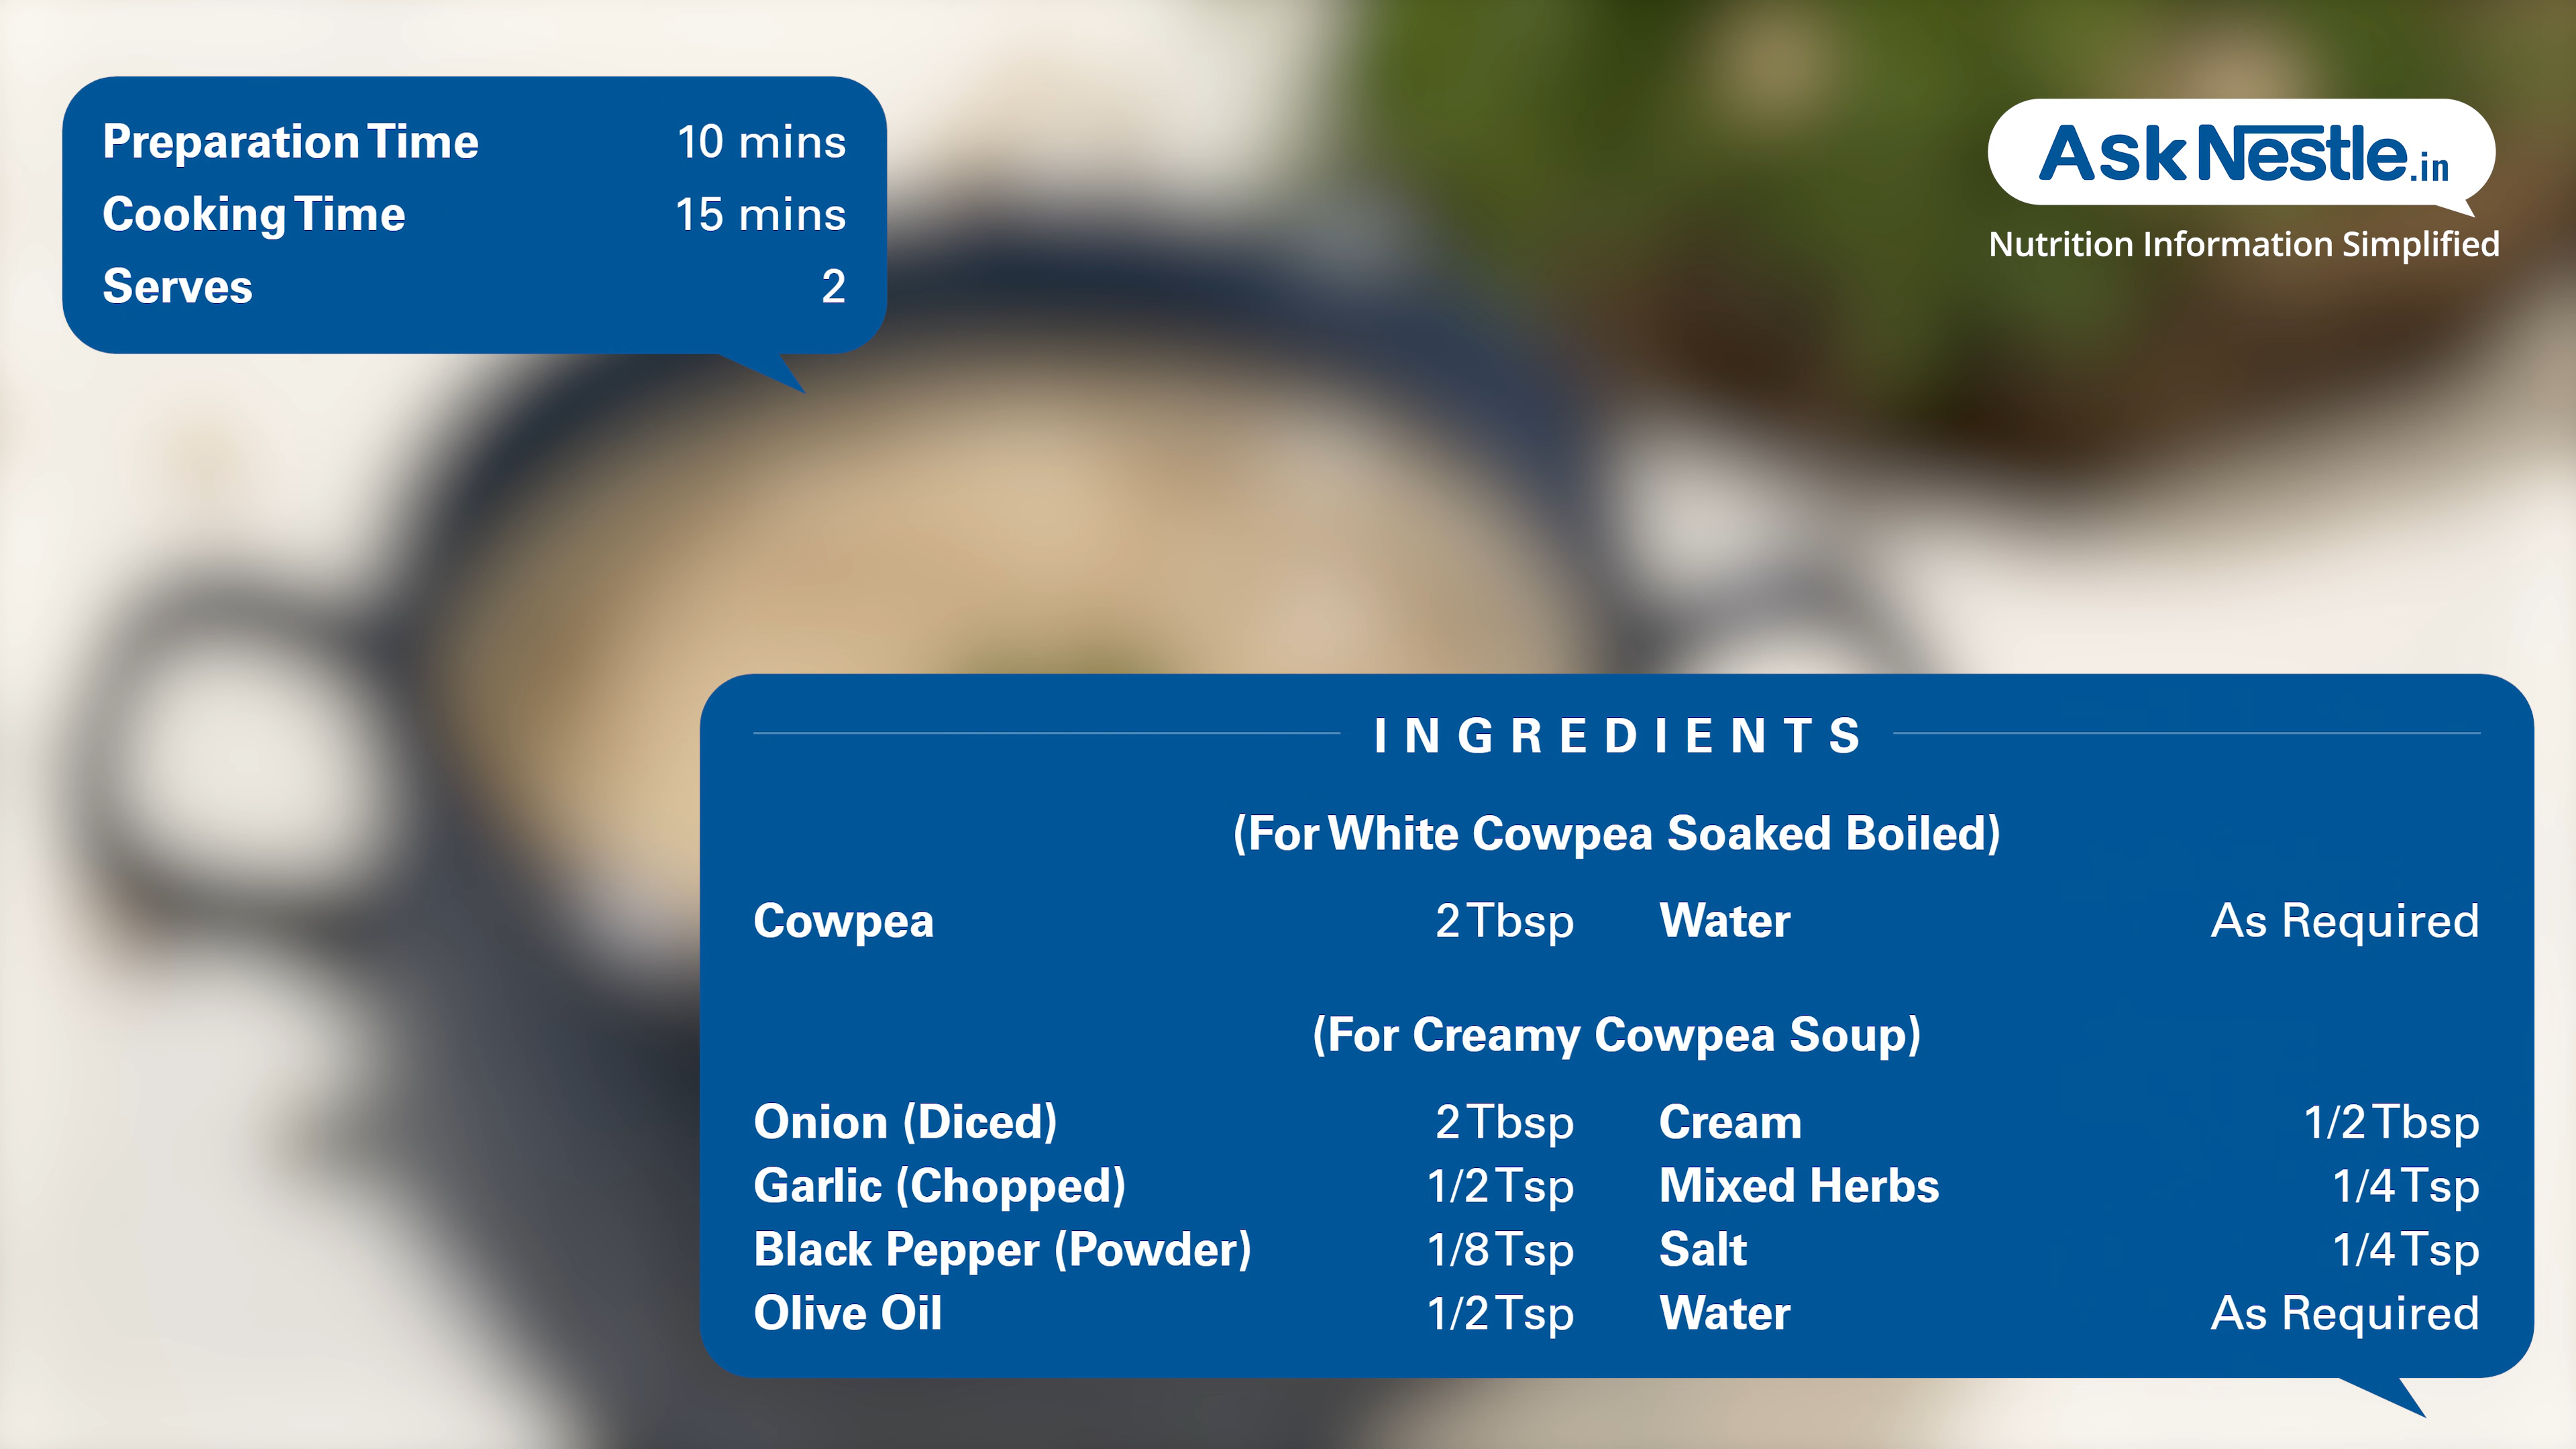 Preparation Time 10 mins
Cooking Time 15 mins
Serves 2
Ask Nestle.in
Nutrition Information Simplified
INGREDIENTS
(For White Cowpea Soaked Boiled)
Cowpea 2 Tbsp Water As Required
(For Creamy Cowpea Soup)
Onion (Diced) 2 Tbsp Cream 1/2 Tbsp
Garlic (Chopped) 1/2 Tsp Mixed Herbs 1/4 Tsp
Black Pepper (Powder) 1/8 Tsp Salt 1/4 Tsp
Olive Oil 1/2 Tsp Water As Required